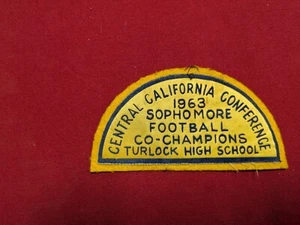 CENTRAL CALIFORNIA CONFERENCE
1963
SOPHOMORE
FOOTBALL
CO-CHAMPIONS
TURLOCK HIGH SCHOOL